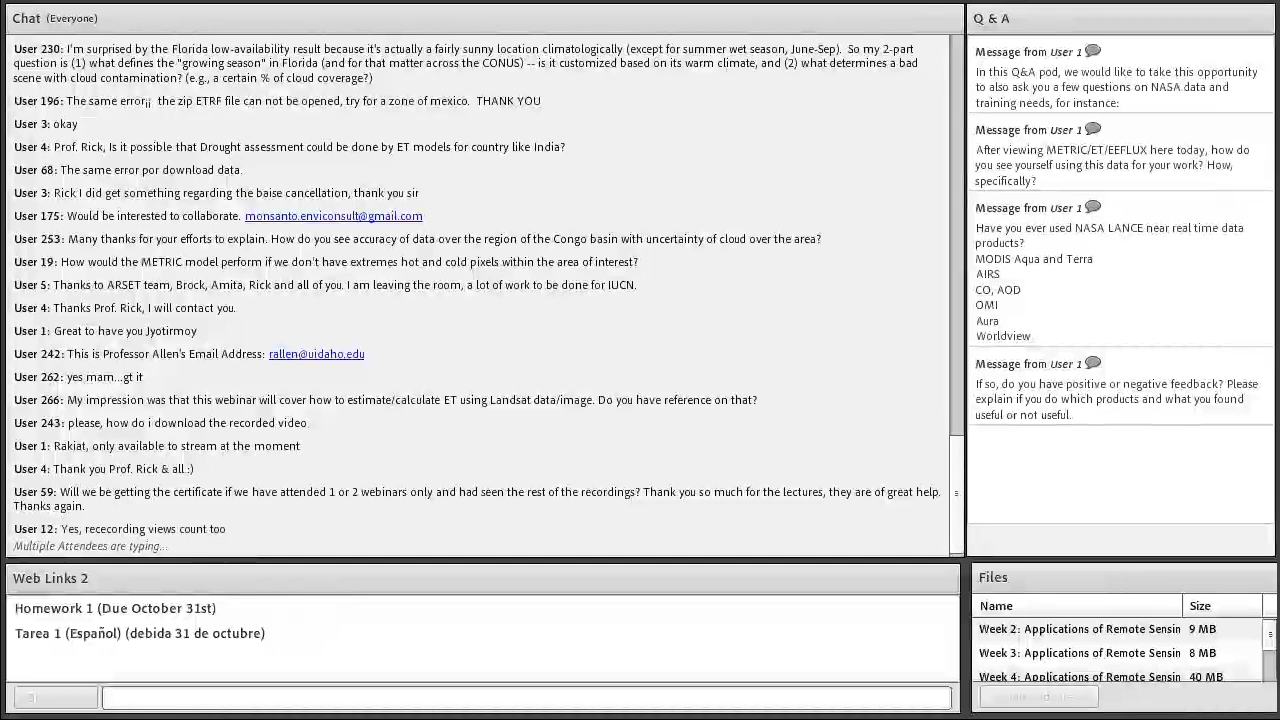 Chat (Everyone)
User 230: I'm surprised by the Florida low-availability result because it's actually a fairly sunny location climatologically (except for summer wet season, June-Sep).  So my 2-part
question is (1) what defines the "growing season" in Florida (and for that matter across the CONUS) -- is it customized based on its warm climate, and (2) what determines a bad
scene with cloud contamination? (e.g., a certain % of cloud coverage?)
User 196: The same error¡¡  the zip ETRF file can not be opened, try for a zone of mexico.  THANK YOU
User 3: okay
User 4: Prof. Rick, Is it possible that Drought assessment could be done by ET models for country like India?
User 68: The same error por download data.
User 3: Rick I did get something regarding the base cancellation, thank you sir
User 175: Would be interested to collaborate. monsanto.enviconsult@gmail.com
User 253: Many thanks for your efforts to explain. How do you see accuracy of data over the region of the Congo basin with uncertainty of cloud over the area?
User 19: How would the METRIC model perform if we don't have extremes hot and cold pixels within the area of interest?
User 5: Thanks to ARSET team, Brock, Amita, Rick and all of you. I am leaving the room, a lot of work to be done for IUCN.
User 4: Thanks Prof. Rick, I will contact you.
User 1: Great to have you Jyotirmoy
User 242: This is Professor Allen's Email Address: rallen@uidaho.edu
User 262: yes mam...gt it
User 266: My impression was that this webinar will cover how to estimate/calculate ET using Landsat data/image. Do you have reference on that?
User 243: please, how do i download the recorded video.
User 1: Rakiat, only available to stream at the moment
User 4: Thank you Prof. Rick & all :)
User 59: Will we be getting the certificate if we have attended 1 or 2 webinars only and had seen the rest of the recordings? Thank you so much for the lectures, they are of great help.
Thanks again.
User 12: Yes, rececording views count too
Multiple Attendees are typing...
Q & A
Message from User 1
In this Q&A pod, we would like to take this opportunity
to also ask you a few questions on NASA data and
training needs, for instance:
Message from User 1
After viewing METRIC/ET/EEFLUX here today, how do
you see yourself using this data for your work? How,
specifically?
Message from User 1
Have you ever used NASA LANCE near real time data
products?
MODIS Aqua and Terra
AIRS
CO, AOD
OMI
Aura
Worldview
Message from User 1
If so, do you have positive or negative feedback? Please
explain if you do which products and what you found
useful or not useful.
Web Links 2
Homework 1 (Due October 31st)
Tarea 1 (Español) (debida 31 de octubre)
Files
Name Size
Week 2: Applications of Remote Sensin 9 MB
Week 3: Applications of Remote Sensin 8 MB
Week 4: Applications of Remote Sensin 40 MB